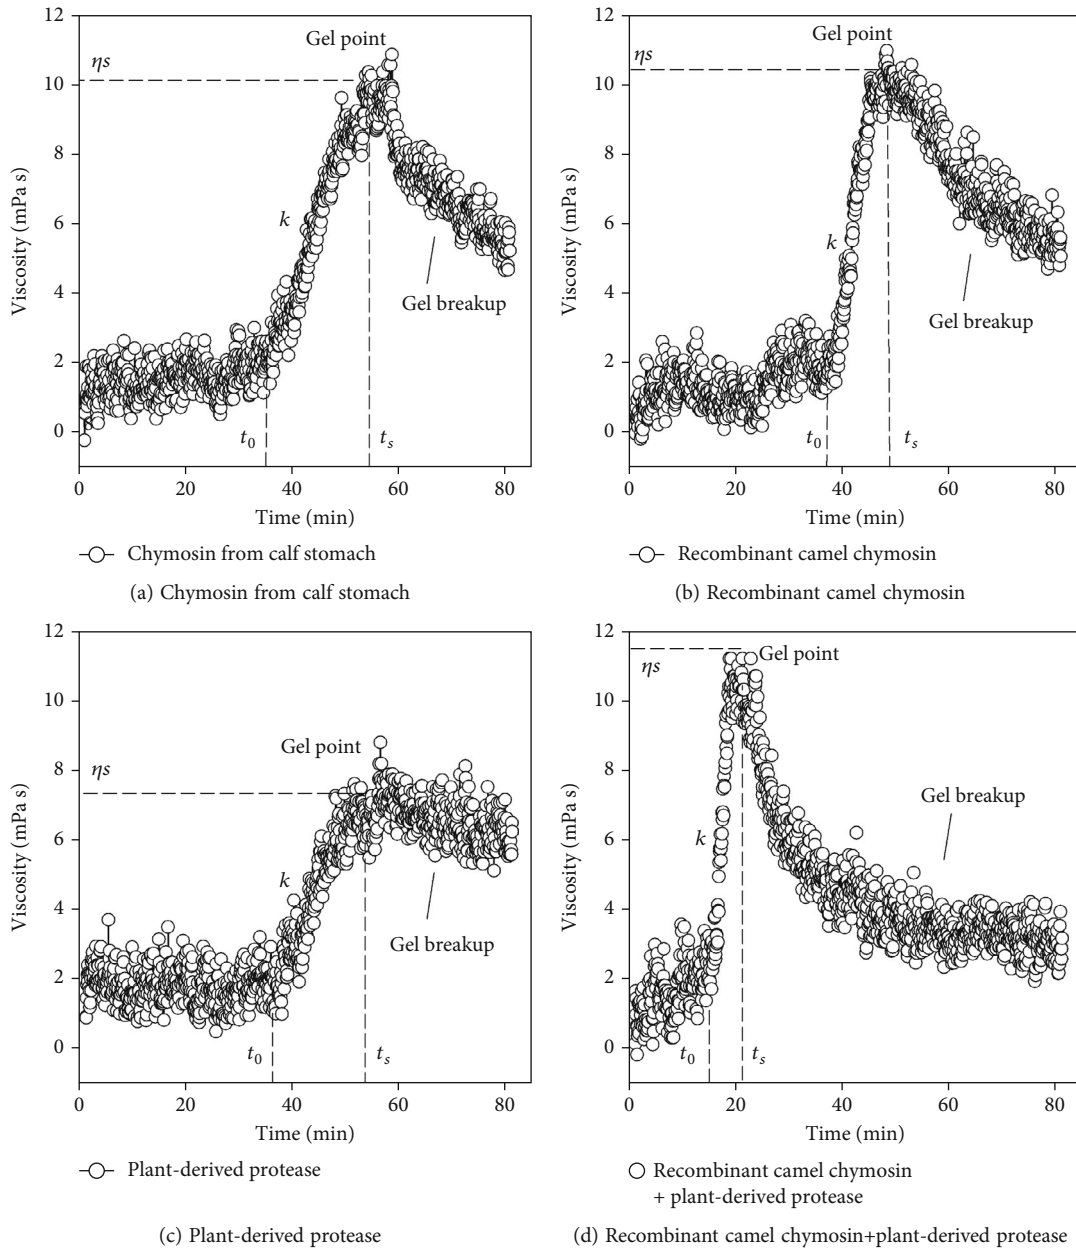 12
10
8
6
4
2
0
Viscosity (mPa s)
ηs
Gel point
k
Gel breakup
t0
ts
0
20
40
60
80
Time (min)
Chymosin from calf stomach
(a) Chymosin from calf stomach
12
10
8
6
4
2
0
Viscosity (mPa s)
ηs
Gel point
k
Gel breakup
t0
ts
0
20
40
60
80
Time (min)
Recombinant camel chymosin
(b) Recombinant camel chymosin
12
10
8
6
4
2
0
Viscosity (mPa s)
Gel point
ηs
k
Gel breakup
t0
ts
0
20
40
60
80
Time (min)
Plant-derived protease
(c) Plant-derived protease
12
10
8
6
4
2
0
Viscosity (mPa s)
ηs
Gel point
Gel breakup
k
t0
ts
0
20
40
60
80
Time (min)
Recombinant camel chymosin
+ plant-derived protease
(d) Recombinant camel chymosin+plant-derived protease